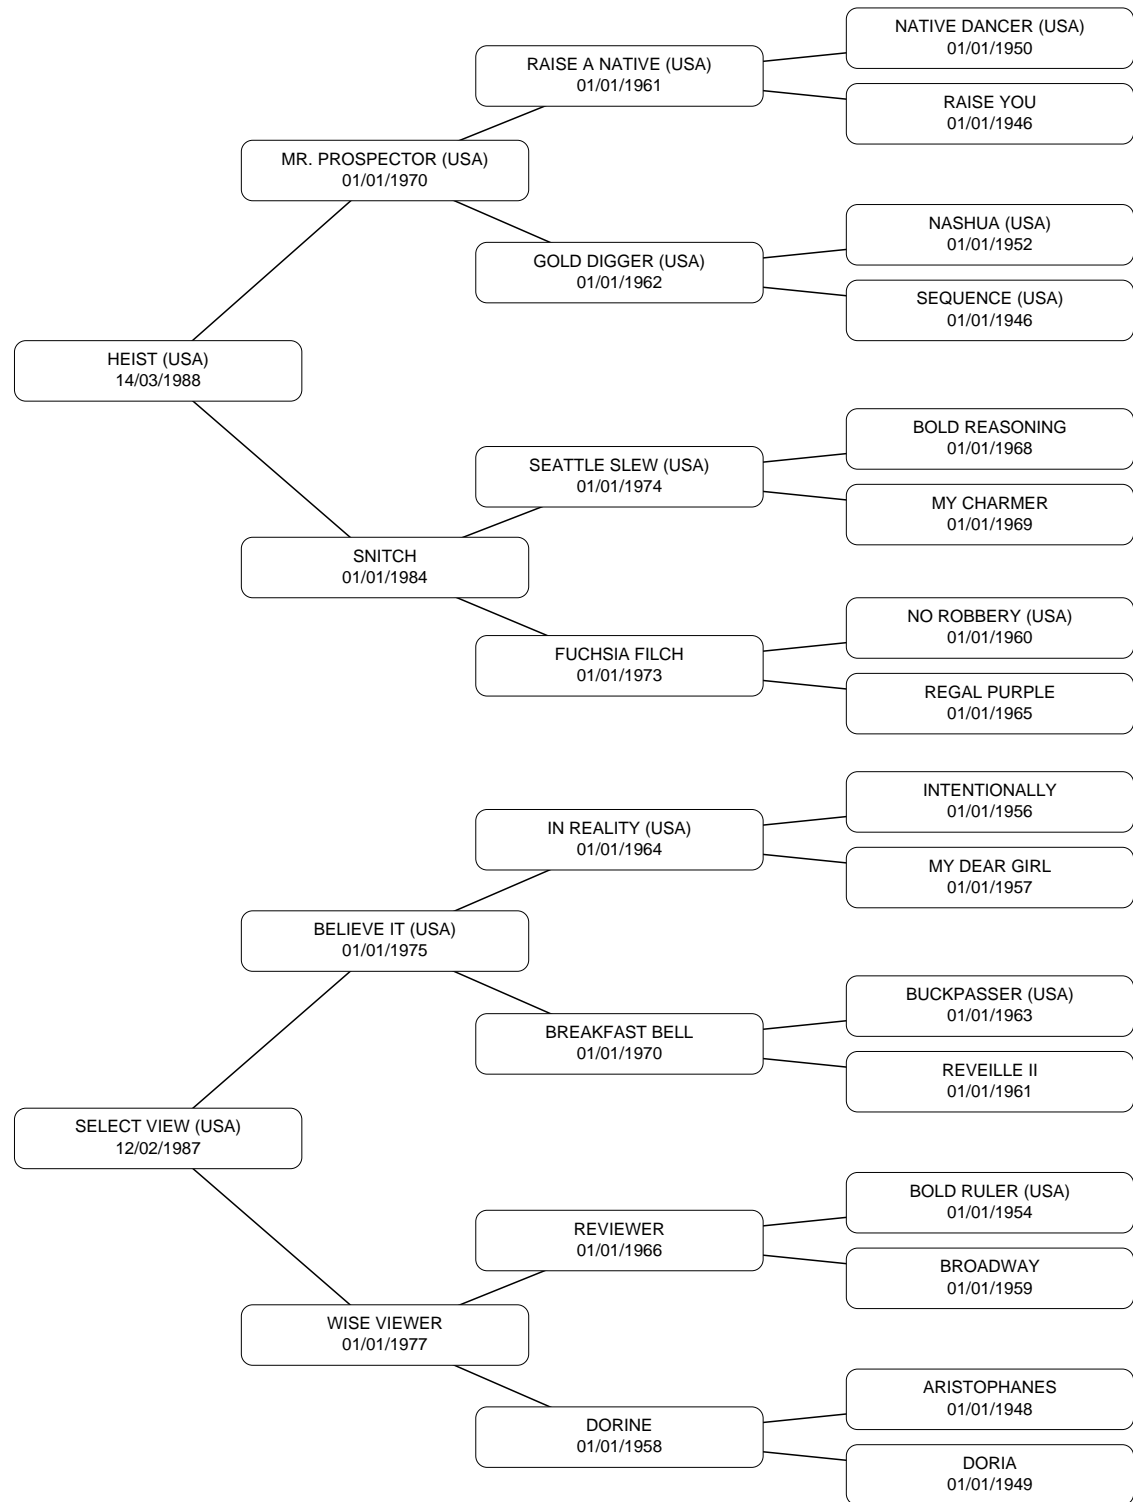 NATIVE DANCER (USA)
01/01/1950
RAISE A NATIVE (USA)
01/01/1961
RAISE YOU
01/01/1946
MR. PROSPECTOR (USA)
01/01/1970
NASHUA (USA)
01/01/1952
GOLD DIGGER (USA)
01/01/1962
SEQUENCE (USA)
01/01/1946
HEIST (USA)
14/03/1988
BOLD REASONING
01/01/1968
SEATTLE SLEW (USA)
01/01/1974
MY CHARMER
01/01/1969
SNITCH
01/01/1984
NO ROBBERY (USA)
01/01/1960
FUCHSIA FILCH
01/01/1973
REGAL PURPLE
01/01/1965
INTENTIONALLY
01/01/1956
IN REALITY (USA)
01/01/1964
MY DEAR GIRL
01/01/1957
BELIEVE IT (USA)
01/01/1975
BUCKPASSER (USA)
01/01/1963
BREAKFAST BELL
01/01/1970
REVEILLE II
01/01/1961
SELECT VIEW (USA)
12/02/1987
BOLD RULER (USA)
01/01/1954
REVIEWER
01/01/1966
BROADWAY
01/01/1959
WISE VIEWER
01/01/1977
ARISTOPHANES
01/01/1948
DORINE
01/01/1958
DORIA
01/01/1949